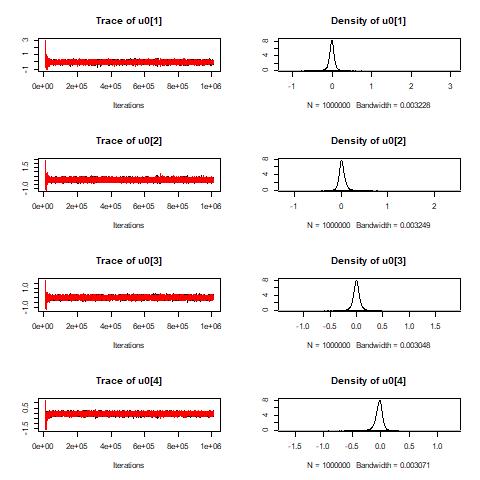 Trace of u0[1]
3
1
-1
0e+00 2e+05 4e+05 6e+05 8e+05 1e+06
Iterations
Density of u0[1]
8
4
0
-1 0 1 2 3
N = 1000000 Bandwidth = 0.003228
Trace of u0[2]
1.5
-1.0
0e+00 2e+05 4e+05 6e+05 8e+05 1e+06
Iterations
Density of u0[2]
8
4
0
-1 0 1 2
N = 1000000 Bandwidth = 0.003249
Trace of u0[3]
1.0
-1.0
0e+00 2e+05 4e+05 6e+05 8e+05 1e+06
Iterations
Density of u0[3]
8
4
0
-1.0 -0.5 0.0 0.5 1.0 1.5
N = 1000000 Bandwidth = 0.003048
Trace of u0[4]
0.5
-1.5
0e+00 2e+05 4e+05 6e+05 8e+05 1e+06
Iterations
Density of u0[4]
8
4
0
-1.5 -1.0 -0.5 0.0 0.5 1.0
N = 1000000 Bandwidth = 0.003071